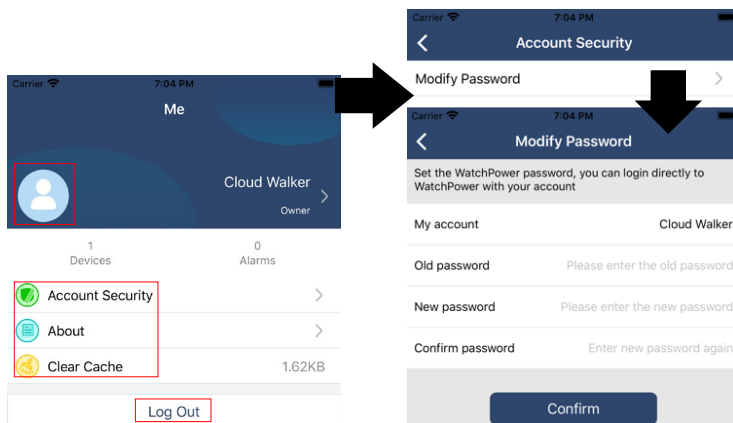 Carrier 7:04 PM
Me
Cloud Walker
Owner
1 0
Devices Alarms
Account Security
About
Clear Cache 1.62KB
Log Out
Carrier 7:04 PM
Account Security
Modify Password
Carrier 7:04 PM
Modify Password
Set the WatchPower password, you can login directly to
WatchPower with your account
My account Cloud Walker
Old password Please enter the old password
New password Please enter the new password
Confirm password Enter new password again
Confirm